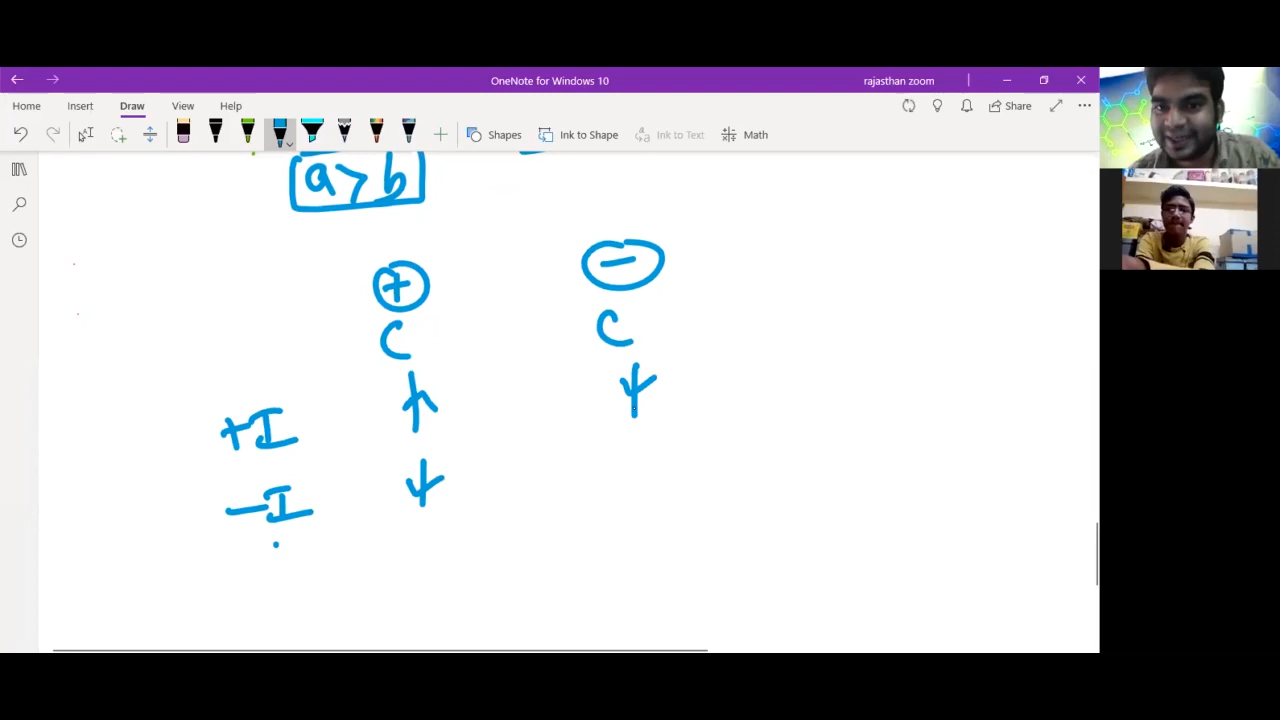 OneNote for Windows 10
rajasthan zoom
Home Insert Draw View Help
Share
Shapes
Ink to Shape
Ink to Text
Math
a > b
+ −
C C
+I ↑ ↓
−I ↓